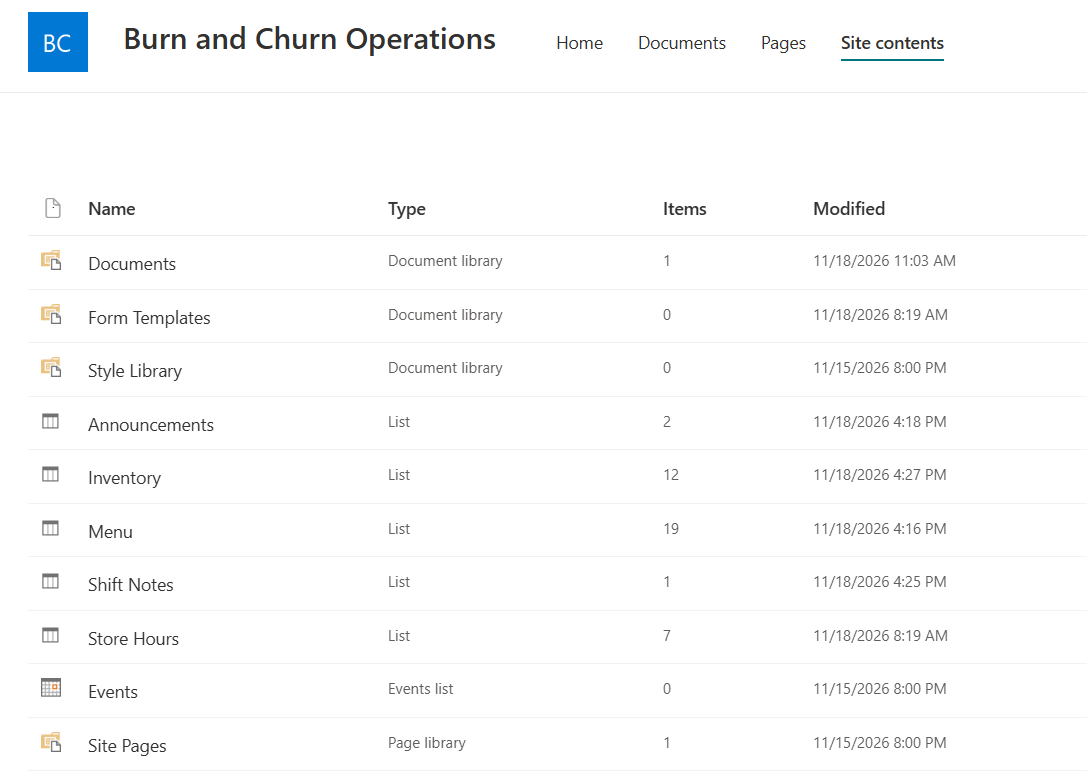 BC
Burn and Churn Operations
Home Documents Pages Site contents
Name Type Items Modified
Documents Document library 1 11/18/2026 11:03 AM
Form Templates Document library 0 11/18/2026 8:19 AM
Style Library Document library 0 11/15/2026 8:00 PM
Announcements List 2 11/18/2026 4:18 PM
Inventory List 12 11/18/2026 4:27 PM
Menu List 19 11/18/2026 4:16 PM
Shift Notes List 1 11/18/2026 4:25 PM
Store Hours List 7 11/18/2026 8:19 AM
Events Events list 0 11/15/2026 8:00 PM
Site Pages Page library 1 11/15/2026 8:00 PM